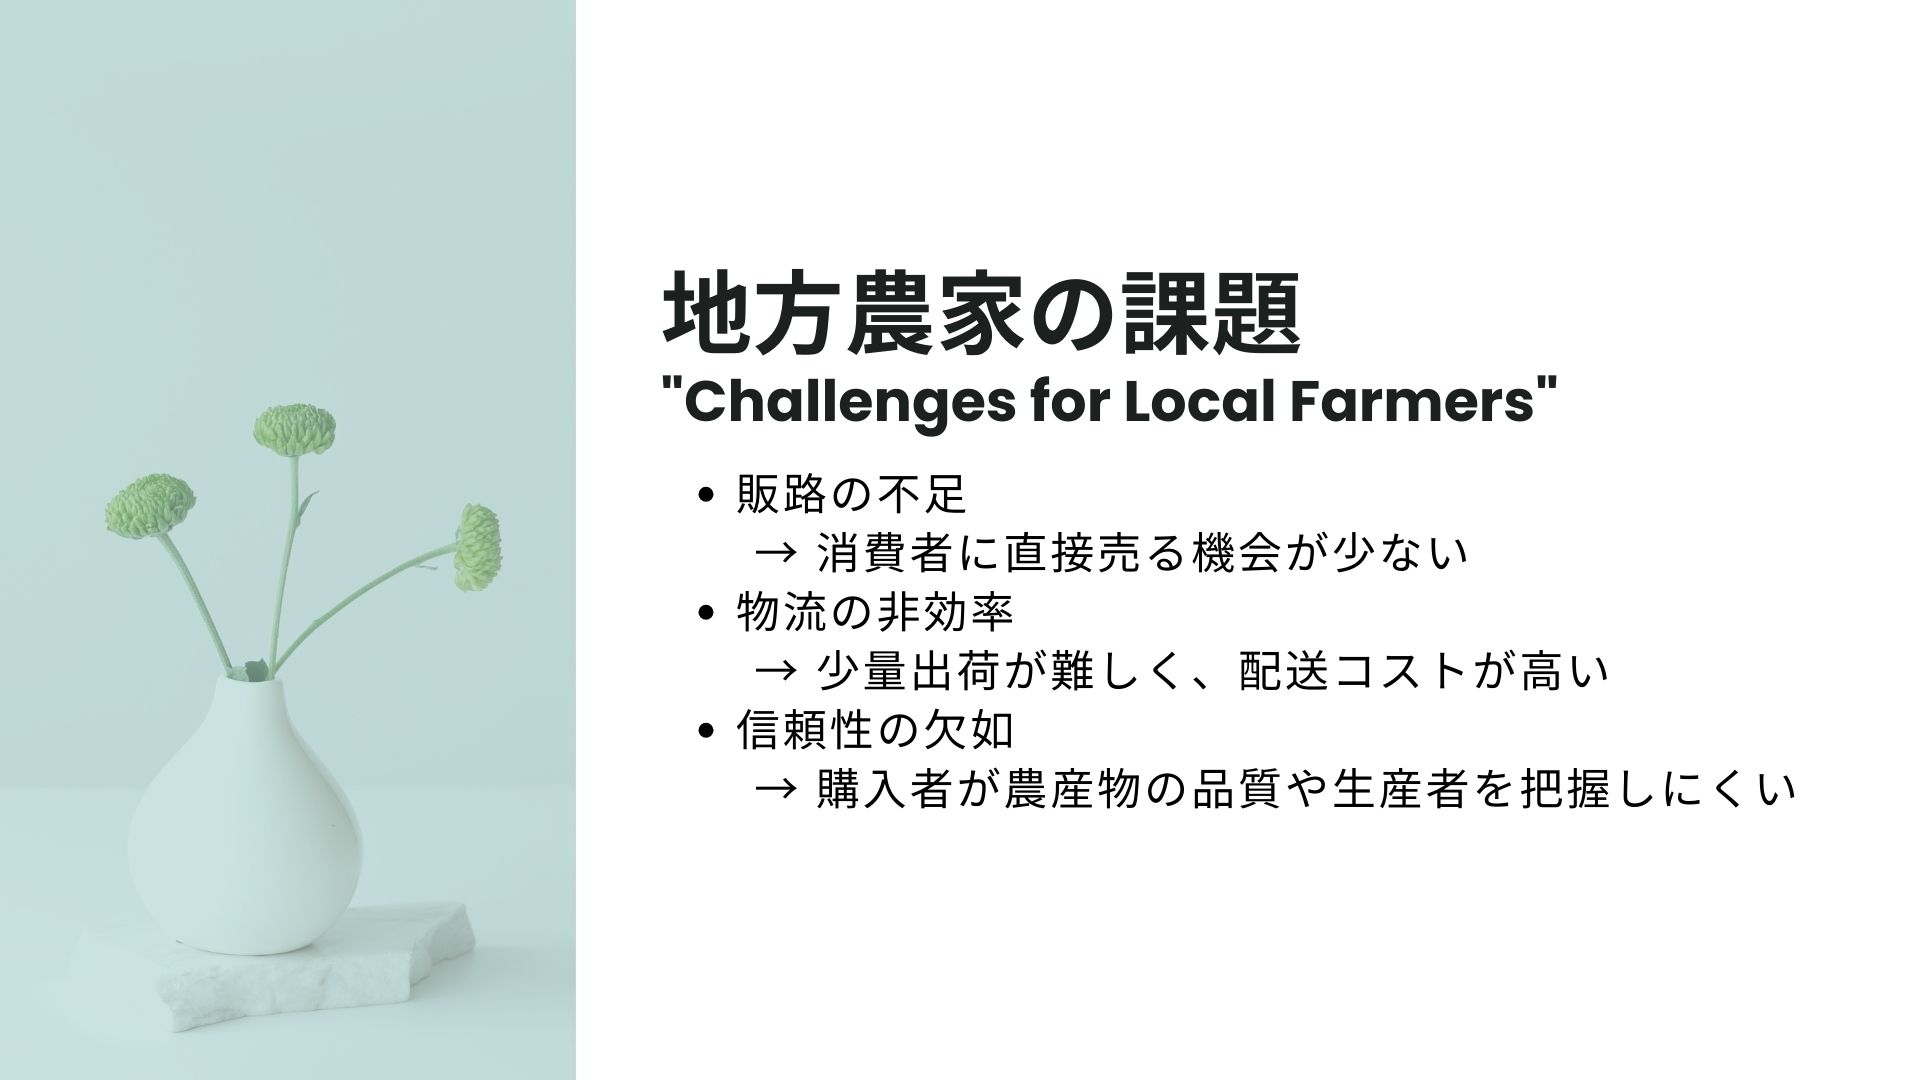 地方農家の課題
"Challenges for Local Farmers"
• 販路の不足
→ 消費者に直接売る機会が少ない
• 物流の非効率
→ 少量出荷が難しく、配送コストが高い
• 信頼性の欠如
→ 購入者が農産物の品質や生産者を把握しにくい